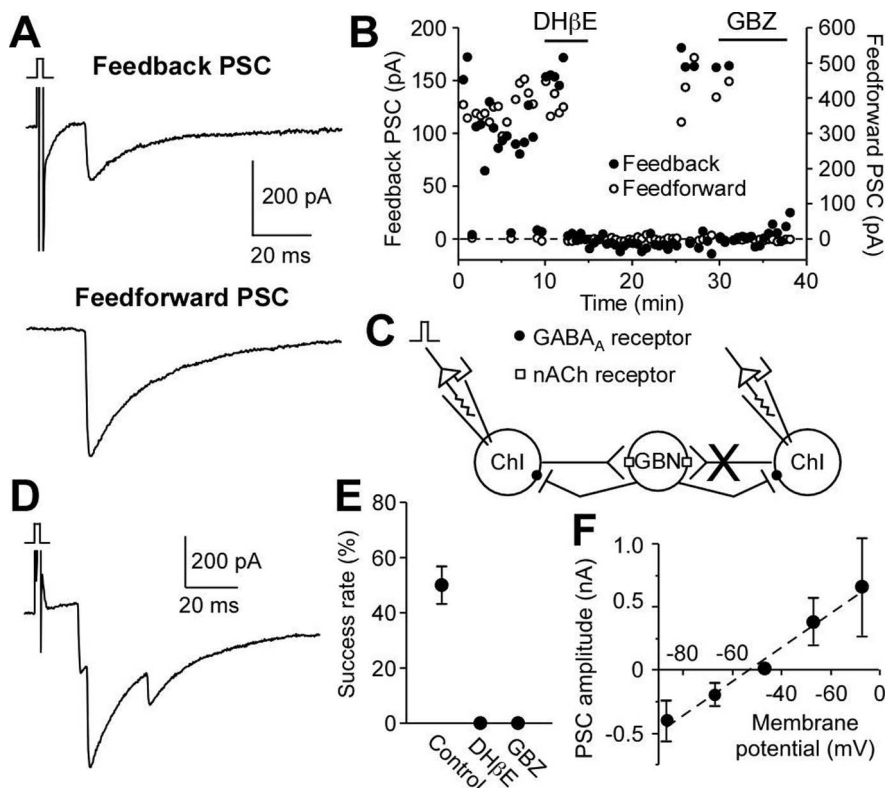 A
Feedback PSC
200 pA
20 ms
Feedforward PSC
B
DHβE
GBZ
200
150
100
50
0
Feedback PSC (pA)
600
500
400
300
200
100
0
Feedforward PSC (pA)
Feedback
Feedforward
0
10
20
30
40
Time (min)
C
GABAA receptor
nACh receptor
ChI
GBN
X
ChI
D
200 pA
20 ms
E
Success rate (%)
80
60
40
20
0
Control
DHβE
GBZ
F
PSC amplitude (nA)
1.0
0.5
0
-0.5
-80
-60
-40
-60
0
Membrane
potential (mV)